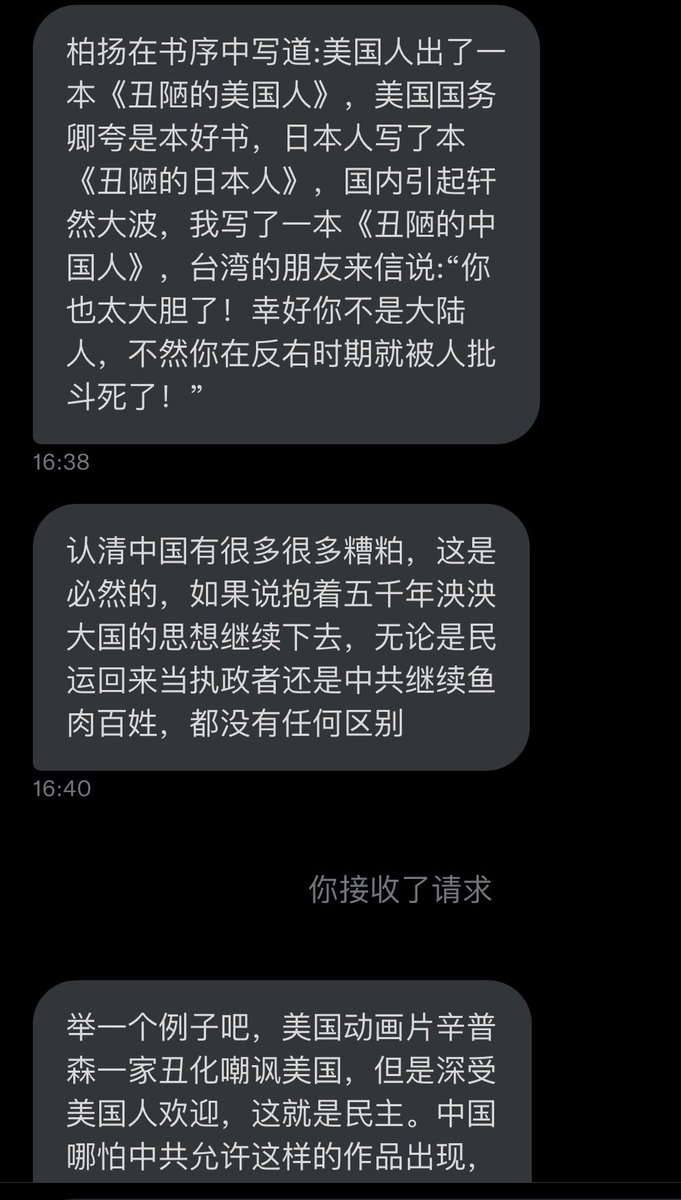 柏扬在书序中写道:美国人出了一
本《丑陋的美国人》，美国国务
卿夸是本好书，日本人写了本
《丑陋的日本人》，国内引起轩
然大波，我写了一本《丑陋的中
国人》，台湾的朋友来信说:“你
也太大胆了！幸好你不是大陆
人，不然你在反右时期就被人批
斗死了！”
16:38
认清中国有很多很多糟粕，这是
必然的，如果说抱着五千年泱泱
大国的思想继续下去，无论是民
运回来当执政者还是中共继续鱼
肉百姓，都没有任何区别
16:40
你接收了请求
举一个例子吧，美国动画片辛普
森一家丑化嘲讽美国，但是深受
美国人欢迎，这就是民主。中国
哪怕中共允许这样的作品出现，